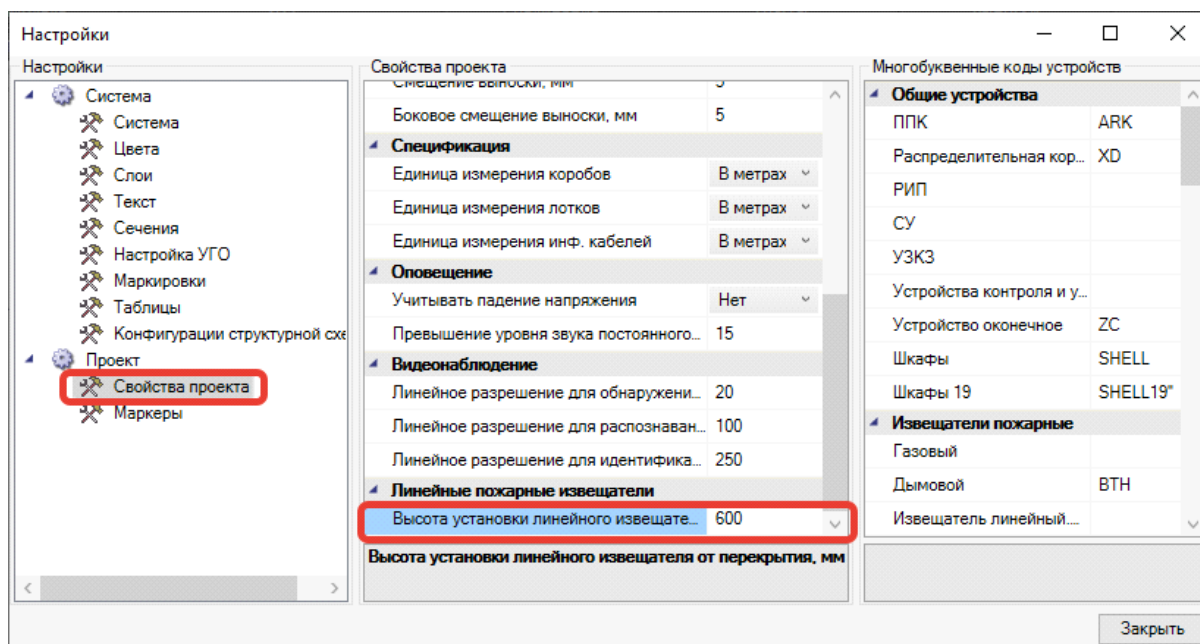 Настройки
Настройки
Система
Система
Цвета
Слои
Текст
Сечения
Настройка УГО
Маркировки
Таблицы
Конфигурации структурной схе
Проект
Свойства проекта
Маркеры
Свойства проекта
Смещение выноски, мм 5
Боковое смещение выноски, мм 5
Спецификация
Единица измерения коробов В метрах
Единица измерения лотков В метрах
Единица измерения инф. кабелей В метрах
Оповещение
Учитывать падение напряжения Нет
Превышение уровня звука постоянного... 15
Видеонаблюдение
Линейное разрешение для обнаружени... 20
Линейное разрешение для распознаван... 100
Линейное разрешение для идентифика... 250
Линейные пожарные извещатели
Высота установки линейного извещате... 600
Высота установки линейного извещателя от перекрытия, мм
Многобуквенные коды устройств
Общие устройства
ППК ARK
Распределительная кор... XD
РИП
СУ
УЗКЗ
Устройства контроля и у...
Устройство оконечное ZC
Шкафы SHELL
Шкафы 19 SHELL19"
Извещатели пожарные
Газовый
Дымовой BTH
Извещатель линейный....
Закрыть